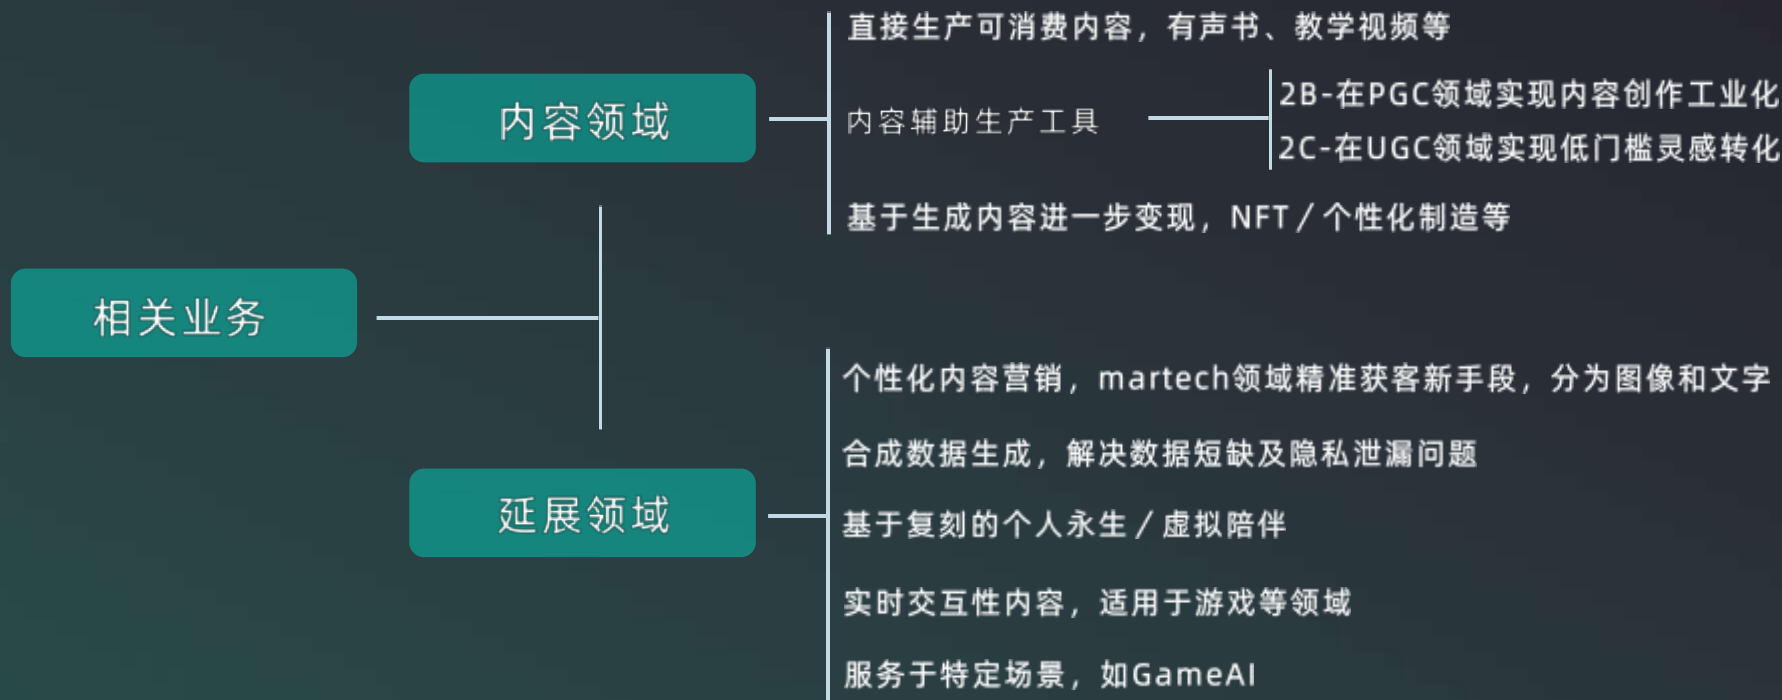 直接生产可消费内容，有声书、教学视频等
内容领域
内容辅助生产工具
2B-在PGC领域实现内容创作工业化
2C-在UGC领域实现低门槛灵感转化
基于生成内容进一步变现，NFT/个性化制造等
相关业务
个性化内容营销，martech领域精准获客新手段，分为图像和文字
合成数据生成，解决数据短缺及隐私泄漏问题
延展领域
基于复刻的个人永生/虚拟陪伴
实时交互性内容，适用于游戏等领域
服务于特定场景，如GameAI